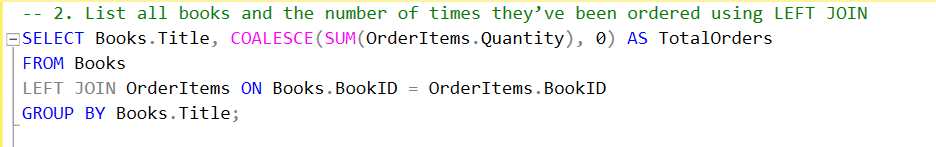 -- 2. List all books and the number of times they’ve been ordered using LEFT JOIN
SELECT Books.Title, COALESCE(SUM(OrderItems.Quantity), 0) AS TotalOrders
FROM Books
LEFT JOIN OrderItems ON Books.BookID = OrderItems.BookID
GROUP BY Books.Title;